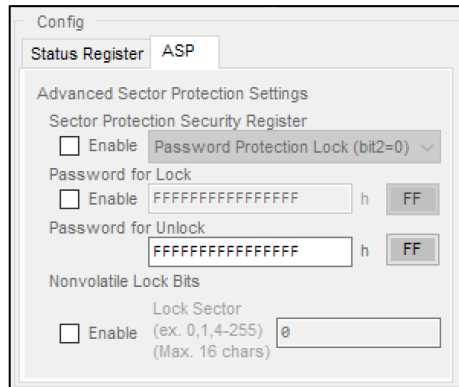 Config
Status Register ASP
Advanced Sector Protection Settings
Sector Protection Security Register
Enable Password Protection Lock (bit2=0)
Password for Lock
Enable FFFFFFFFFFFFFFFF h FF
Password for Unlock
FFFFFFFFFFFFFFFF h FF
Nonvolatile Lock Bits
Lock Sector
Enable (ex. 0,1,4-255) 0
(Max. 16 chars)